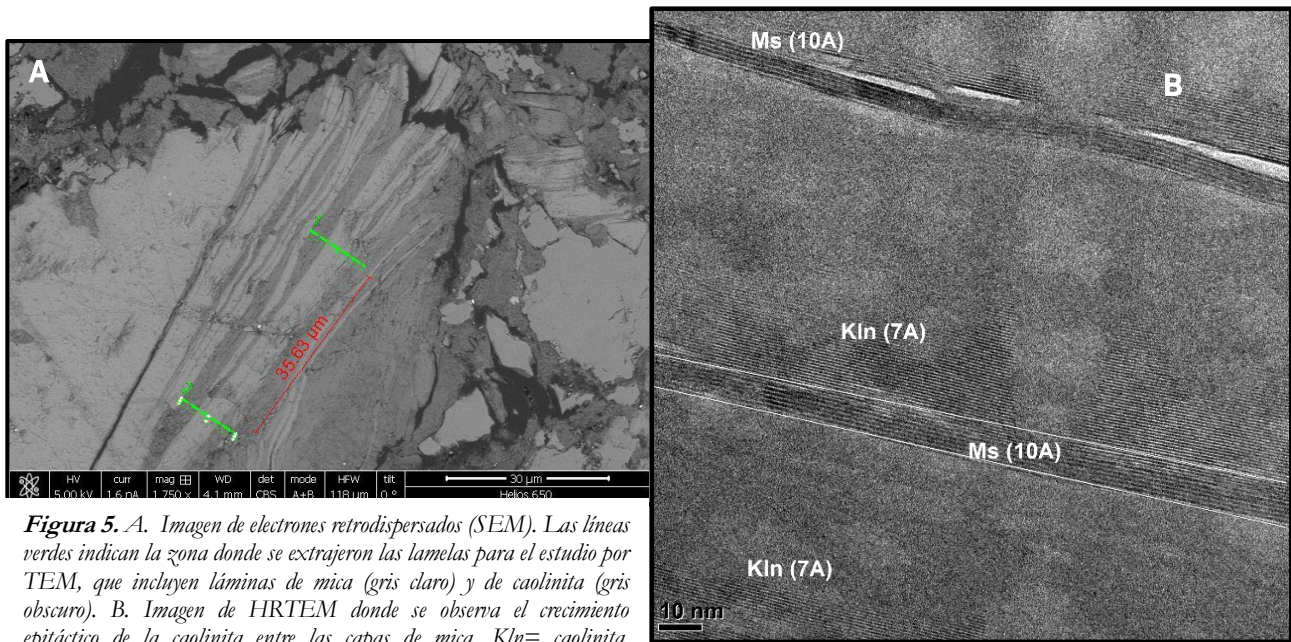 A
35.63 µm
HV curr mag WD det mode HFW tilt 30 µm
5.00 kV 1.6 nA 1 750 x 4.1 mm CBS A+B 118 µm 0 ° Helios 650
Figura 5. A. Imagen de electrones retrodispersados (SEM). Las líneas
verdes indican la zona donde se extrajeron las lamelas para el estudio por
TEM, que incluyen láminas de mica (gris claro) y de caolinita (gris
obscuro). B. Imagen de HRTEM donde se observa el crecimiento
epitáctico de la caolinita entre las capas de mica. Kln= caolinita,
Ms (10A)
B
Kln (7A)
Ms (10A)
Kln (7A)
10 nm